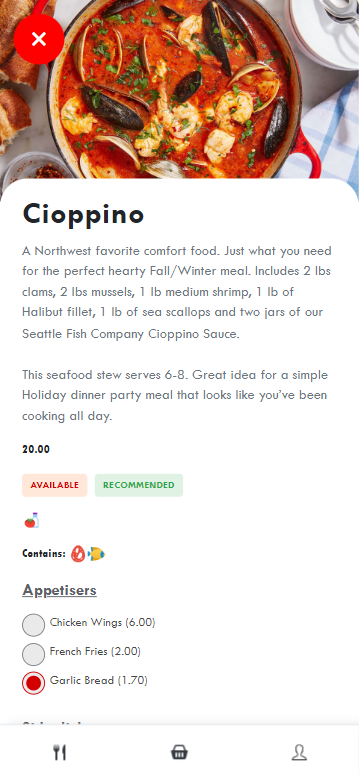 Cioppino
A Northwest favorite comfort food. Just what you need
for the perfect hearty Fall/Winter meal. Includes 2 lbs
clams, 2 lbs mussels, 1 lb medium shrimp, 1 lb of
Halibut fillet, 1 lb of sea scallops and two jars of our
Seattle Fish Company Cioppino Sauce.
This seafood stew serves 6-8. Great idea for a simple
Holiday dinner party meal that looks like you've been
cooking all day.
20.00
AVAILABLE RECOMMENDED
Contains:
Appetisers
Chicken Wings (6.00)
French Fries (2.00)
Garlic Bread (1.70)